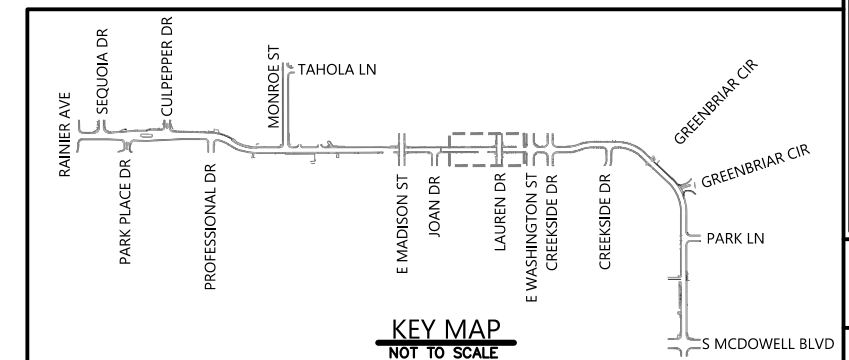 RAINIER AVE
SEQUOIA DR
CULPEPPER DR
PARK PLACE DR
PROFESSIONAL DR
MONROE ST
TAHOLA LN
E MADISON ST
JOAN DR
LAUREN DR
E WASHINGTON ST
CREEKSIDE DR
CREEKSIDE DR
GREENBRIAR CIR
GREENBRIAR CIR
PARK LN
S MCDOWELL BLVD
KEY MAP
NOT TO SCALE